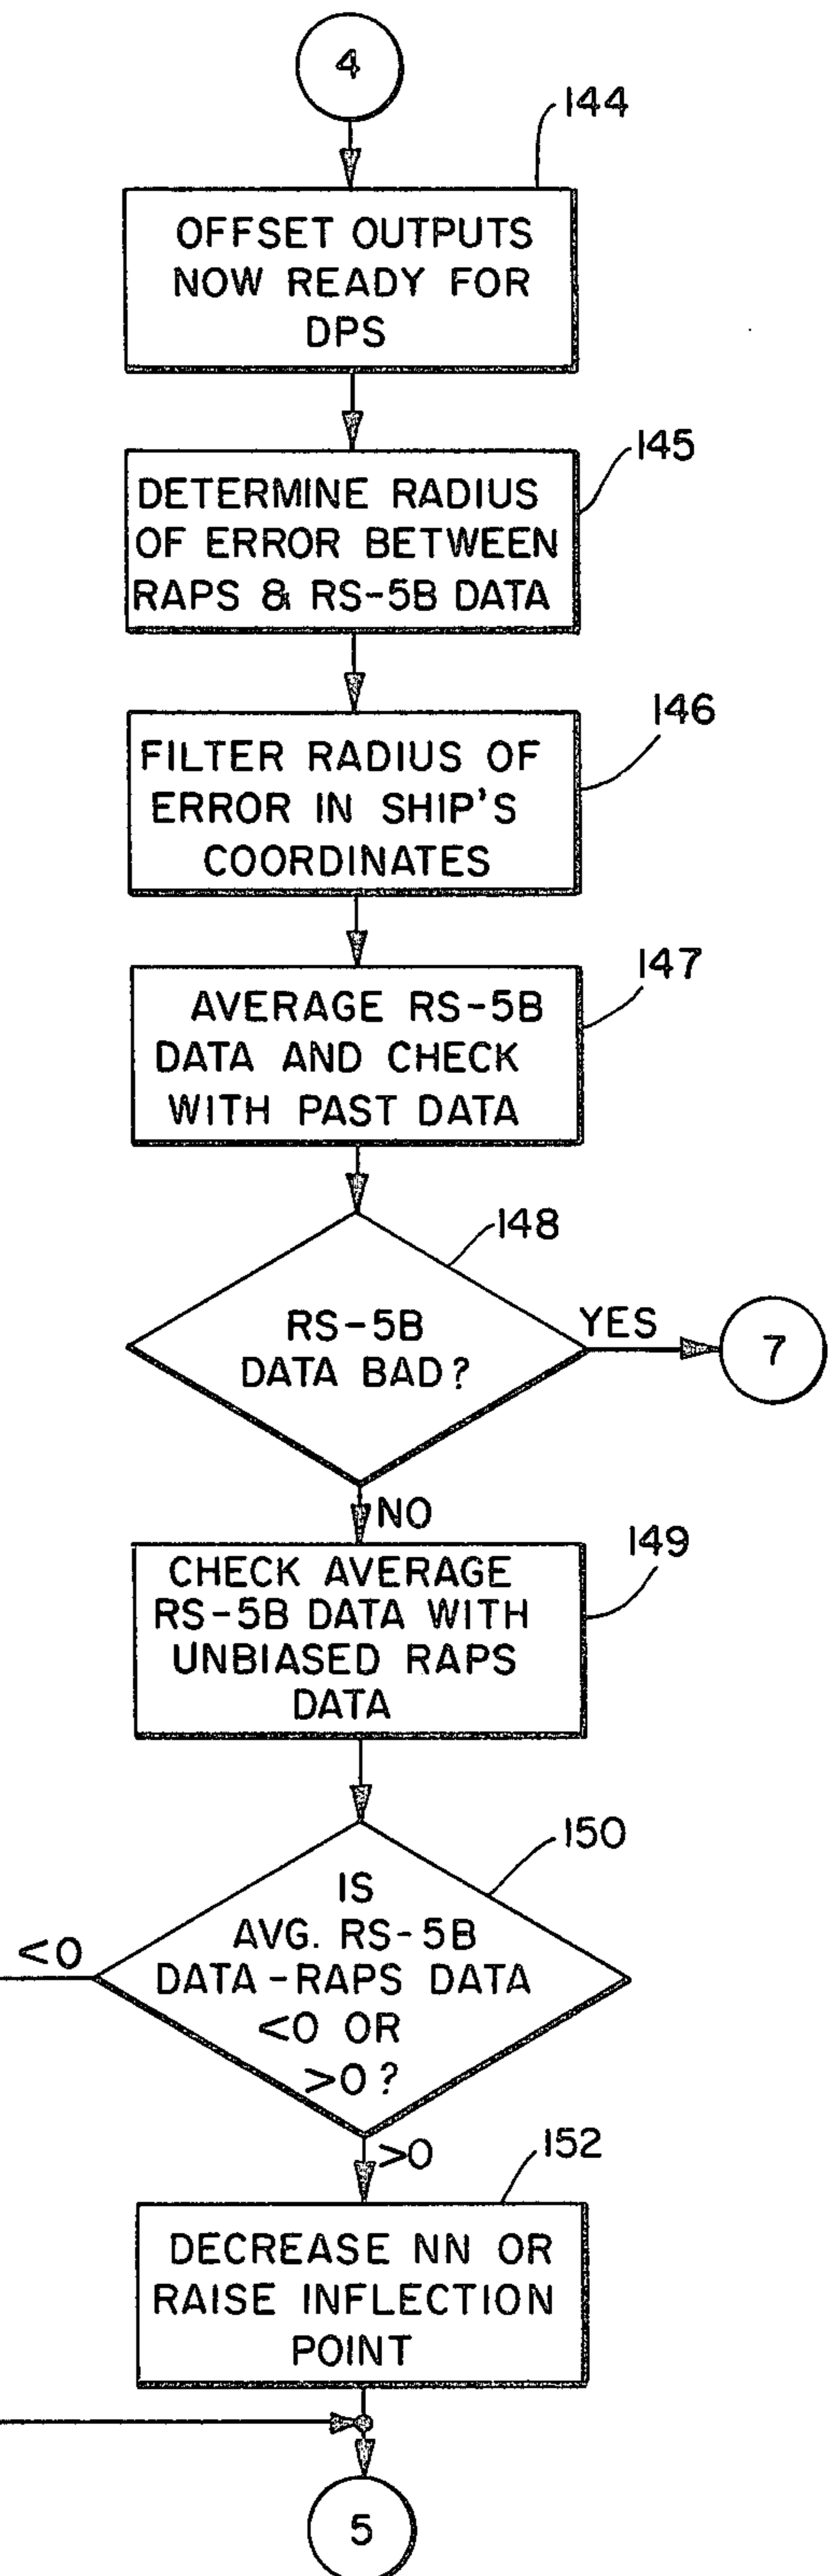 4
144
OFFSET OUTPUTS
NOW READY FOR
DPS
145
DETERMINE RADIUS
OF ERROR BETWEEN
RAPS & RS-5B DATA
146
FILTER RADIUS OF
ERROR IN SHIP'S
COORDINATES
147
AVERAGE RS-5B
DATA AND CHECK
WITH PAST DATA
148
RS-5B
DATA BAD?
YES
7
NO
149
CHECK AVERAGE
RS-5B DATA WITH
UNBIASED RAPS
DATA
150
IS
AVG. RS-5B
DATA-RAPS DATA
<0 OR
>0?
<0
>0
152
DECREASE NN OR
RAISE INFLECTION
POINT
5